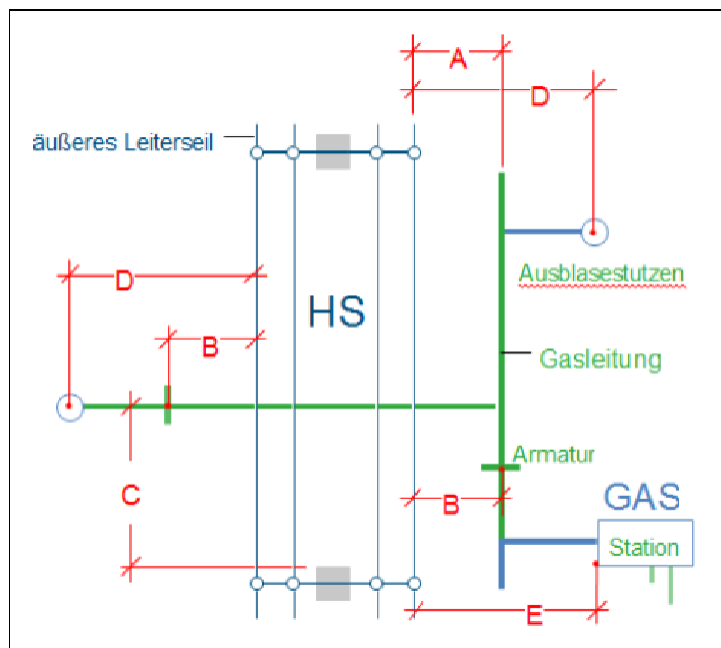 A
D
äußeres Leiterseil
Ausblasestutzen
D
HS
B
Gasleitung
Armatur
C
B
GAS
Station
E